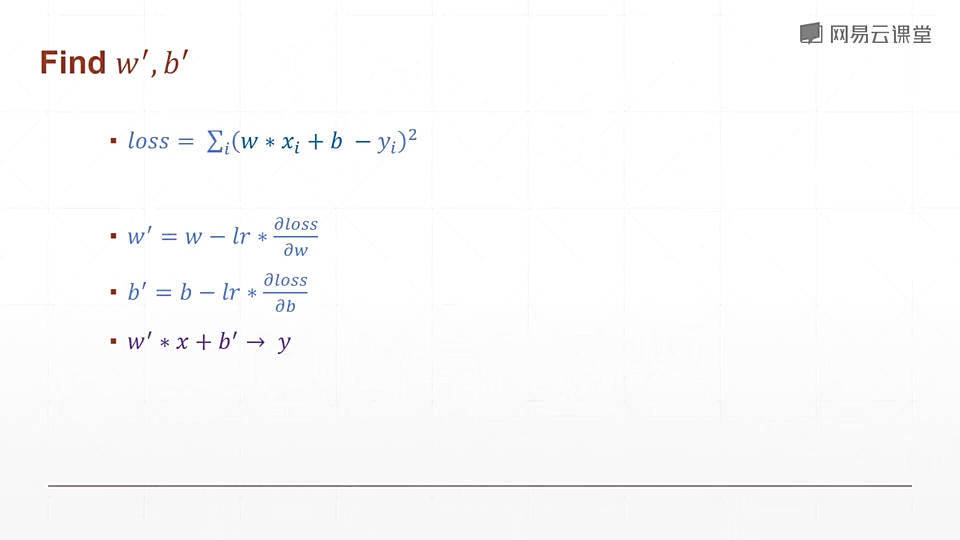 网易云课堂
Find w′, b′
▪ loss = ∑ᵢ(w * xᵢ + b − yᵢ)²
▪ w′ = w − lr * ∂loss/∂w
▪ b′ = b − lr * ∂loss/∂b
▪ w′ * x + b′ → y